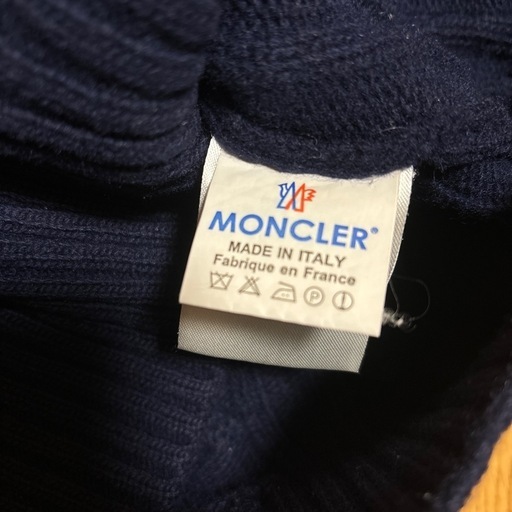 MONCLER®
MADE IN ITALY
Fabrique en France
P